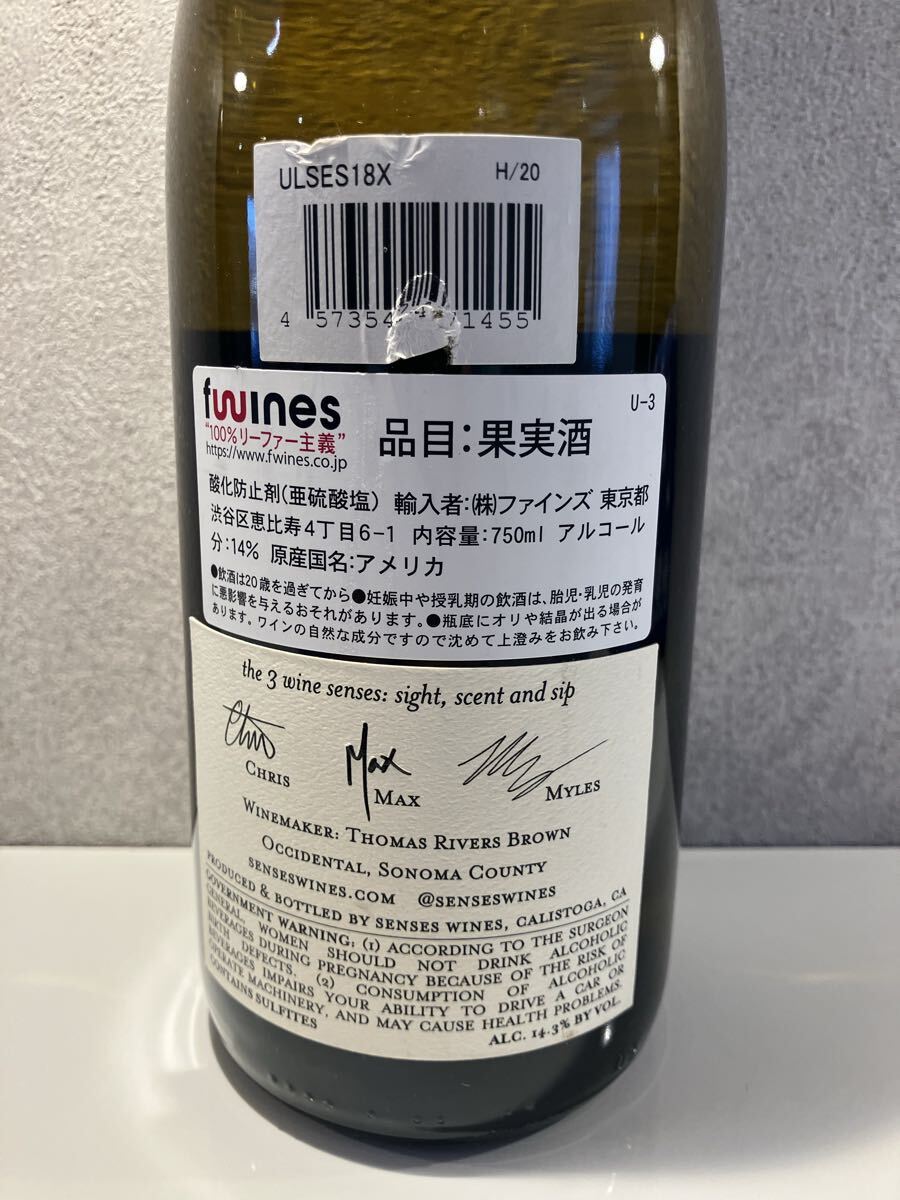 ULSES18X H/20
4 57354 1455
fwines U-3
"100%リーファー主義" 品目：果実酒
https://www.fwines.co.jp
酸化防止剤(亜硫酸塩) 輸入者：(株)ファインズ 東京都
渋谷区恵比寿4丁目6-1 内容量：750ml アルコール
分：14% 原産国名：アメリカ
●飲酒は20歳を過ぎてから●妊娠中や授乳期の飲酒は、胎児・乳児の発育
に悪影響を与えるおそれがあります。●瓶底にオリや結晶が出る場合が
あります。ワインの自然な成分ですので沈めて上澄みをお飲み下さい。
the 3 wine senses: sight, scent and sip
Chris Max
CHRIS MAX MYLES
WINEMAKER: THOMAS RIVERS BROWN
OCCIDENTAL, SONOMA COUNTY
SENSESWINES.COM @SENSESWINES
PRODUCED & BOTTLED BY SENSES WINES, CALISTOGA, CA
GOVERNMENT WARNING: (1) ACCORDING TO THE SURGEON
GENERAL, WOMEN SHOULD NOT DRINK ALCOHOLIC
BEVERAGES DURING PREGNANCY BECAUSE OF THE RISK OF
BIRTH DEFECTS. (2) CONSUMPTION OF ALCOHOLIC
BEVERAGES IMPAIRS YOUR ABILITY TO DRIVE A CAR OR
OPERATE MACHINERY, AND MAY CAUSE HEALTH PROBLEMS.
CONTAINS SULFITES ALC. 14.3% BY VOL.